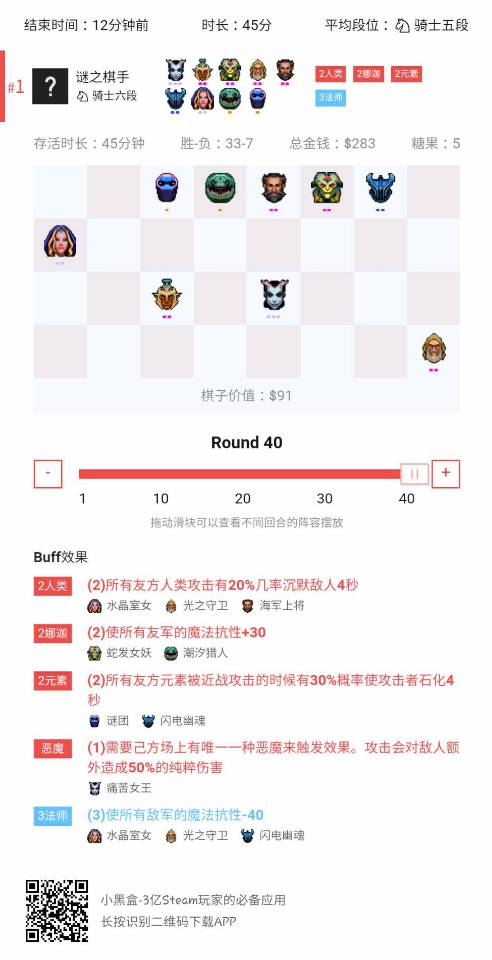 结束时间：12分钟前 时长：45分 平均段位： 骑士五段
#1 ? 谜之棋手 2人类 2娜迦 2元素
骑士六段 3法师
存活时长：45分钟 胜-负：33-7 总金钱：$283 糖果：5
棋子价值：$91
Round 40
- +
1 10 20 30 40
拖动滑块可以查看不同回合的阵容摆放
Buff效果
2人类 (2)所有友方人类攻击有20%几率沉默敌人4秒
水晶室女 光之守卫 海军上将
2娜迦 (2)使所有友军的魔法抗性+30
蛇发女妖 潮汐猎人
2元素 (2)所有友方元素被近战攻击的时候有30%概率使攻击者石化4
秒
谜团 闪电幽魂
恶魔 (1)需要己方场上有唯一一种恶魔来触发效果。攻击会对敌人额
外造成50%的纯粹伤害
痛苦女王
3法师 (3)使所有敌军的魔法抗性-40
水晶室女 光之守卫 闪电幽魂
小黑盒-3亿Steam玩家的必备应用
长按识别二维码下载APP